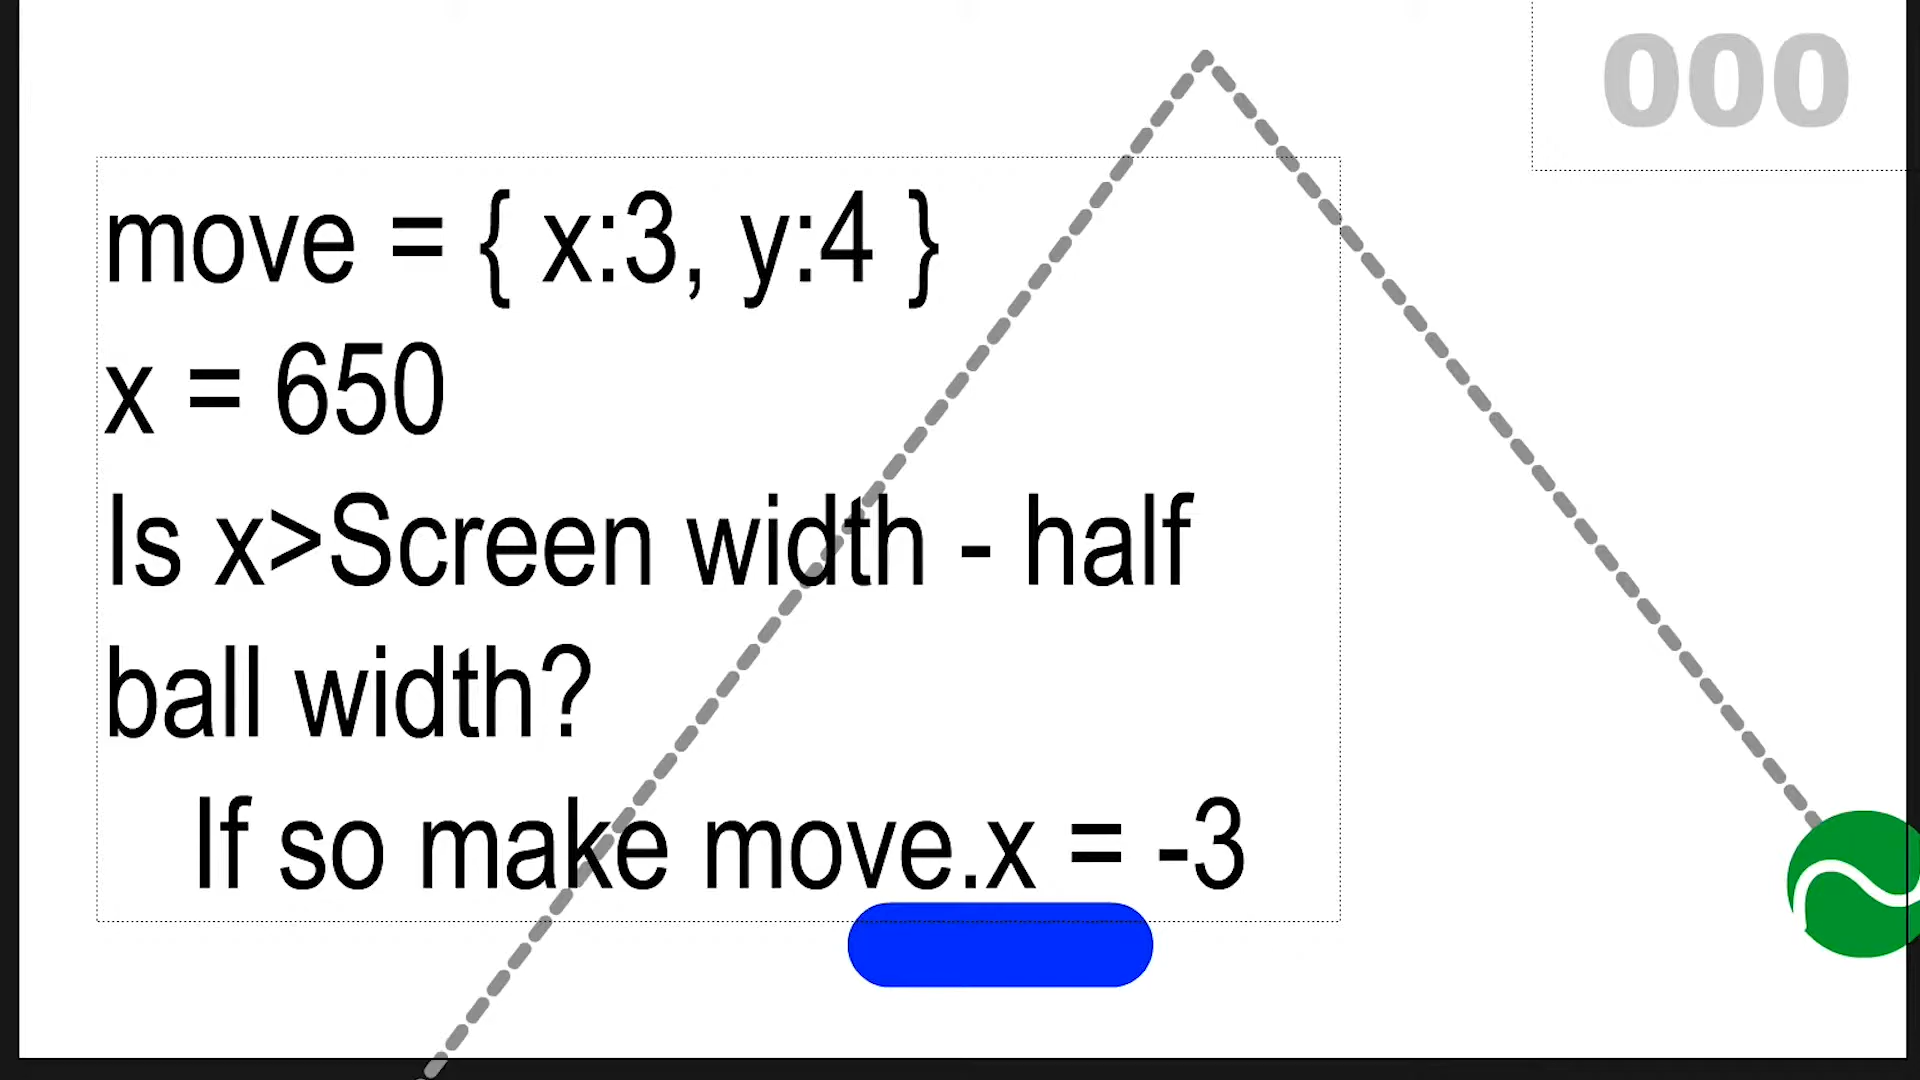 000
move = { x:3, y:4 }
x = 650
Is x>Screen width - half
ball width?
If so make move.x = -3